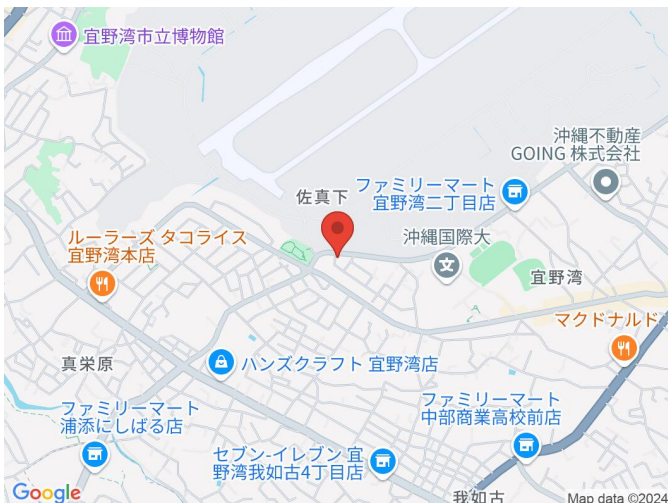 宜野湾市立博物館
沖縄不動産
GOING 株式会社
佐真下
ファミリーマート
宜野湾二丁目店
ルーラーズ タコライス
宜野湾本店
沖縄国際大
文
宜野湾
マクドナルド
真栄原
ハンズクラフト 宜野湾店
ファミリーマート
浦添にしばる店
ファミリーマート
中部商業高校前店
セブン-イレブン 宜
野湾我如古4丁目店
我如古
Google
Map data ©2024